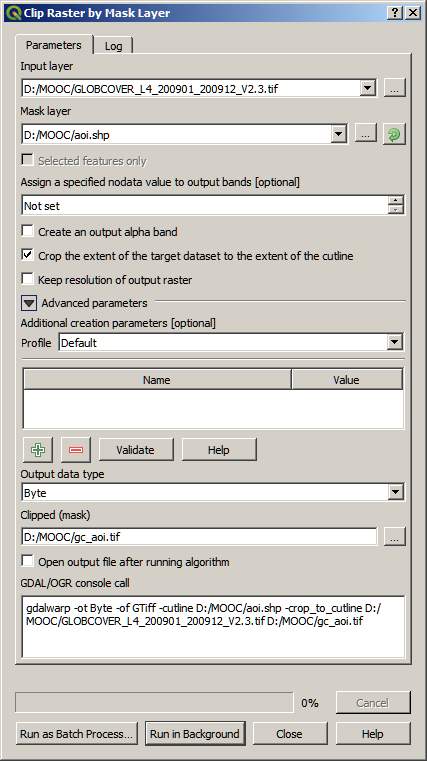 Clip Raster by Mask Layer
Parameters
Log
Input layer
D:/MOOC/GLOBCOVER_L4_200901_200912_V2.3.tif
...
Mask layer
D:/MOOC/aoi.shp
...
Selected features only
Assign a specified nodata value to output bands [optional]
Not set
Create an output alpha band
Crop the extent of the target dataset to the extent of the cutline
Keep resolution of output raster
Advanced parameters
Additional creation parameters [optional]
Profile Default
Name Value
Validate Help
Output data type
Byte
Clipped (mask)
D:/MOOC/gc_aoi.tif
...
Open output file after running algorithm
GDAL/OGR console call
gdalwarp -ot Byte -of GTiff -cutline D:/MOOC/aoi.shp -crop_to_cutline D:/
MOOC/GLOBCOVER_L4_200901_200912_V2.3.tif D:/MOOC/gc_aoi.tif
0% Cancel
Run as Batch Process... Run in Background Close Help